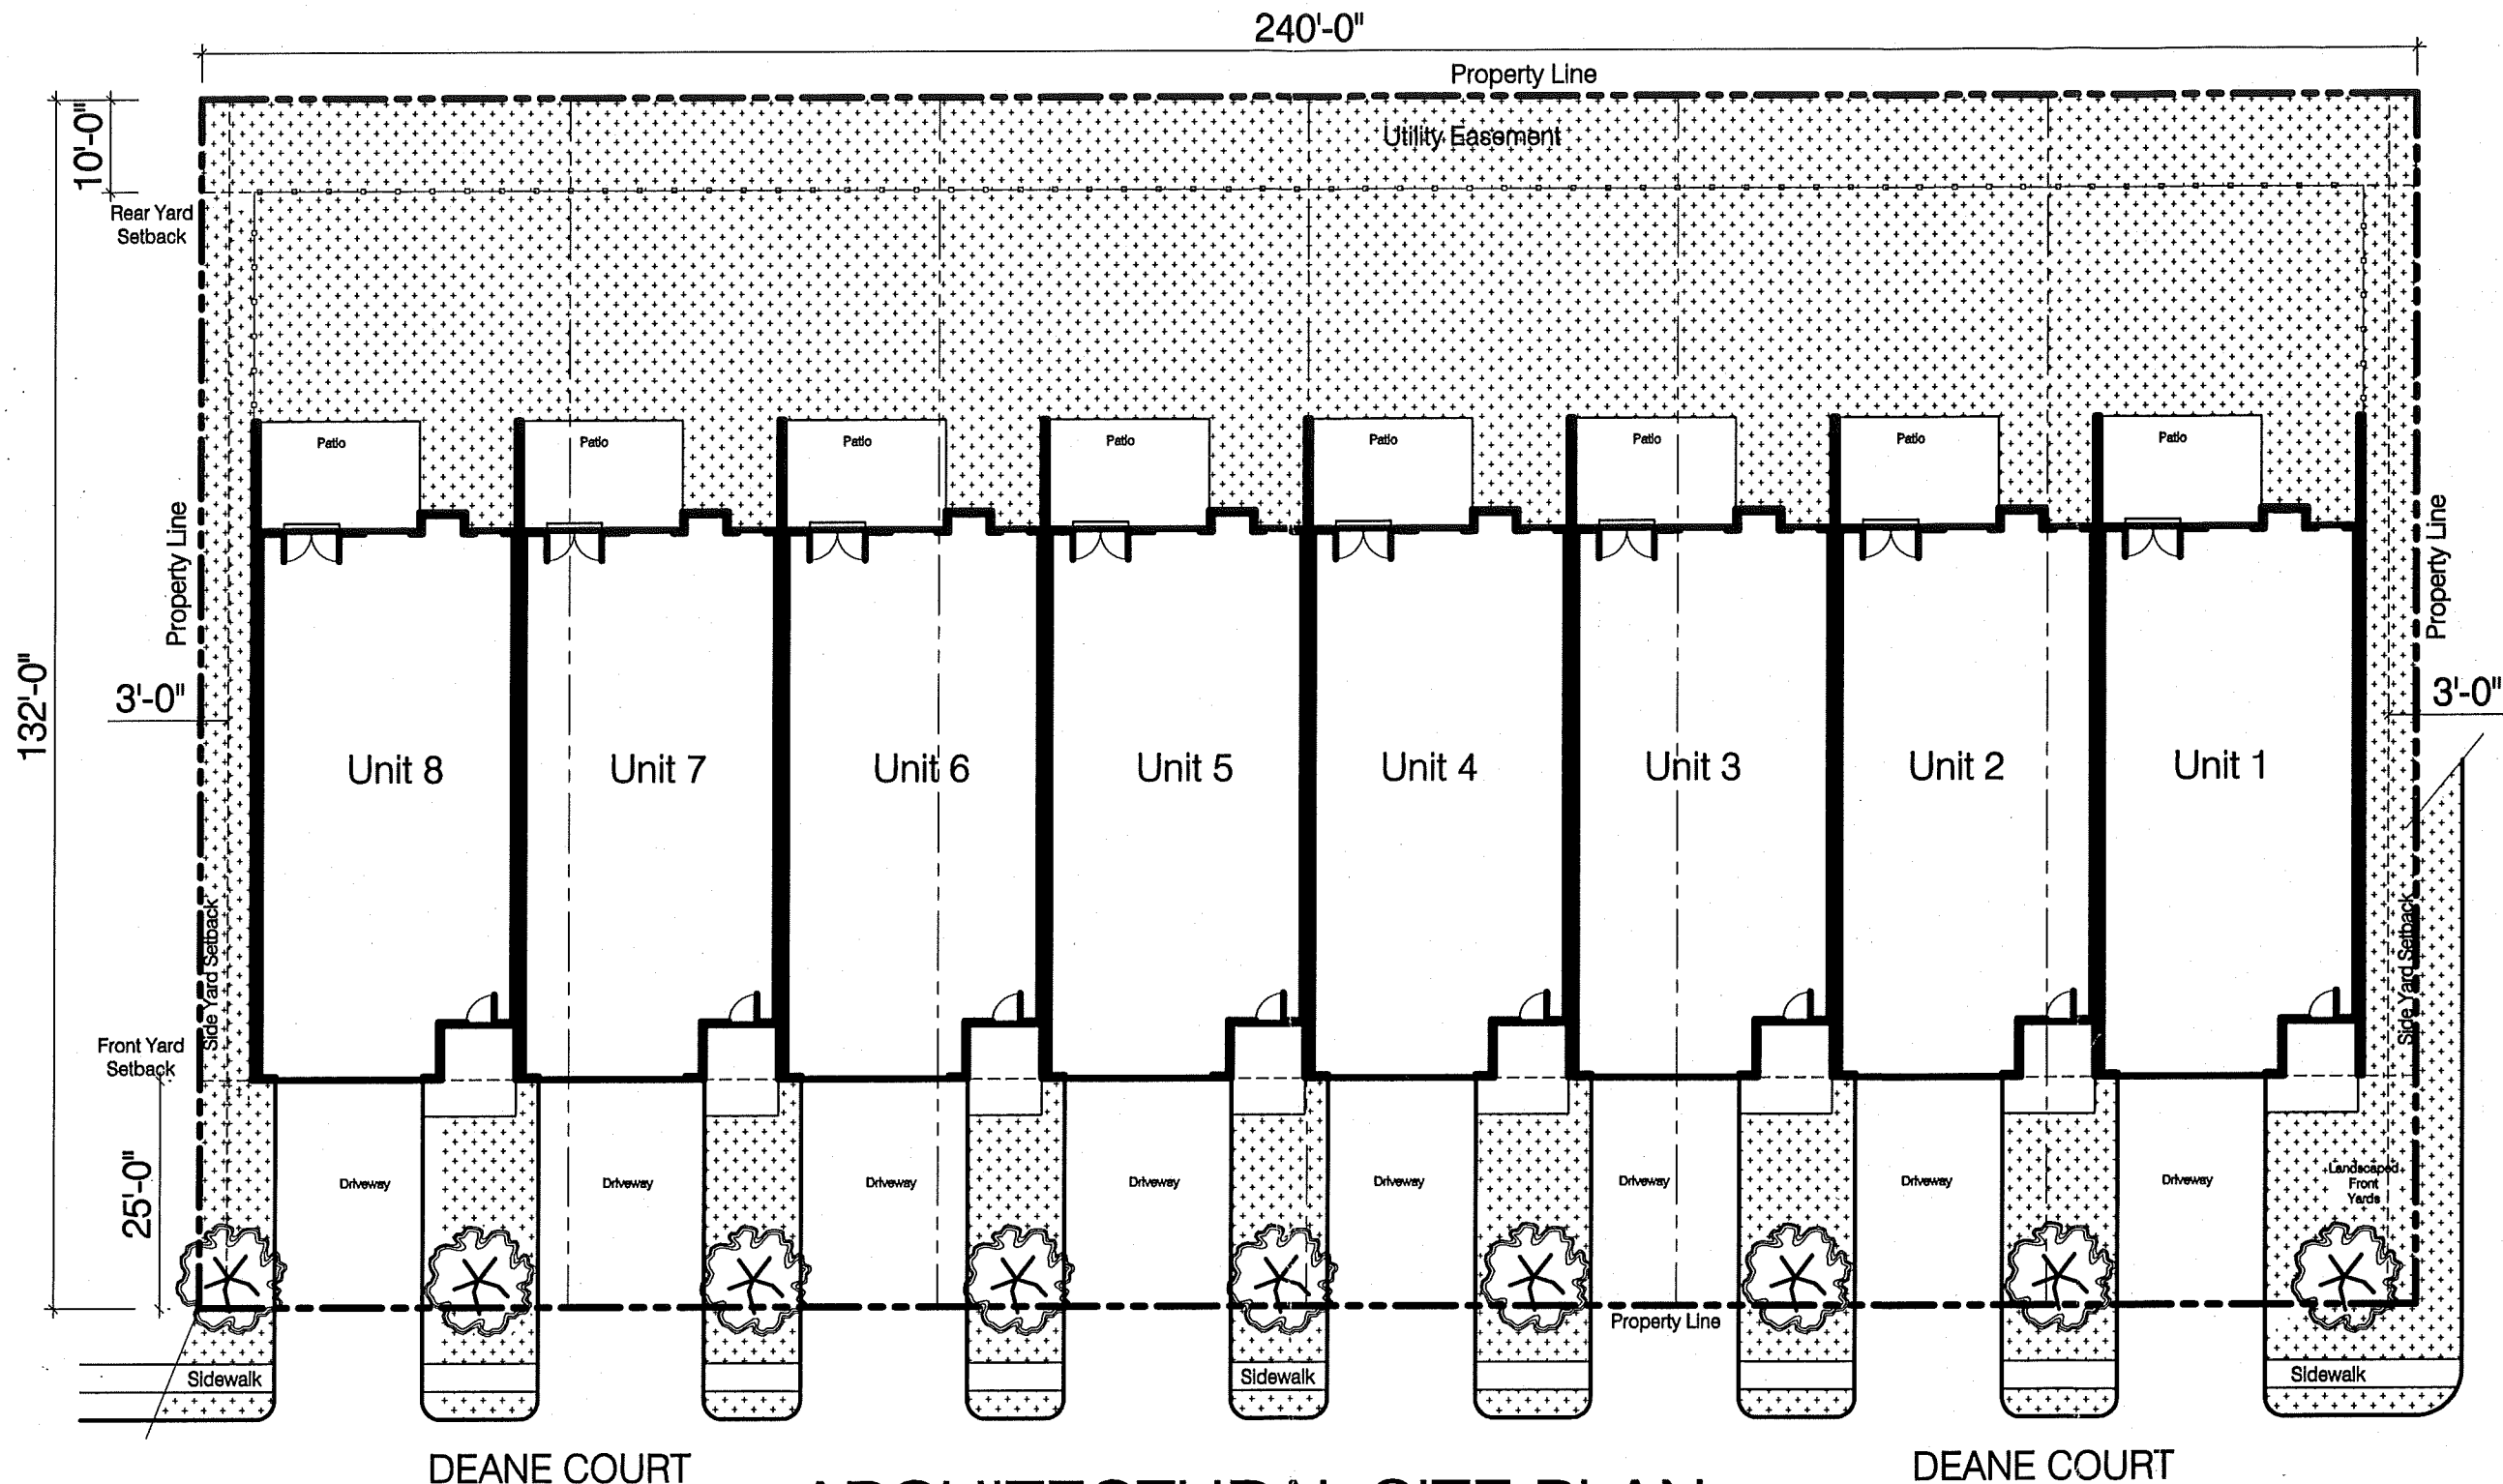 240'-0"
Property Line
10'-0"
Utility Easement
Rear Yard
Setback
Patio
Patio
Patio
Patio
Patio
Patio
Patio
Patio
Property Line
Property Line
132'-0"
3'-0"
3'-0"
Unit 8
Unit 7
Unit 6
Unit 5
Unit 4
Unit 3
Unit 2
Unit 1
Side Yard Setback
Side Yard Setback
Front Yard
Setback
25'-0"
Driveway
Driveway
Driveway
Driveway
Driveway
Driveway
Driveway
Driveway
Landscaped
Front
Yards
Property Line
Sidewalk
Sidewalk
Sidewalk
DEANE COURT
DEANE COURT
ARCHITECTURAL SITE PLAN